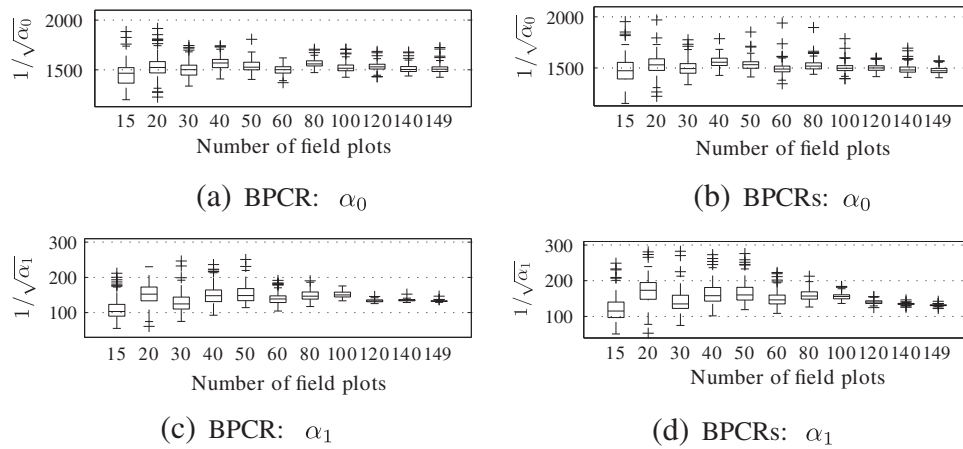 2000
1500
1/√α₀
15 20 30 40 50 60 80 100 120 140 149
Number of field plots
(a) BPCR: α₀
2000
1500
1/√α₀
15 20 30 40 50 60 80 100 120 140 149
Number of field plots
(b) BPCRs: α₀
300
200
100
1/√α₁
15 20 30 40 50 60 80 100 120 140 149
Number of field plots
(c) BPCR: α₁
300
200
100
1/√α₁
15 20 30 40 50 60 80 100 120 140 149
Number of field plots
(d) BPCRs: α₁